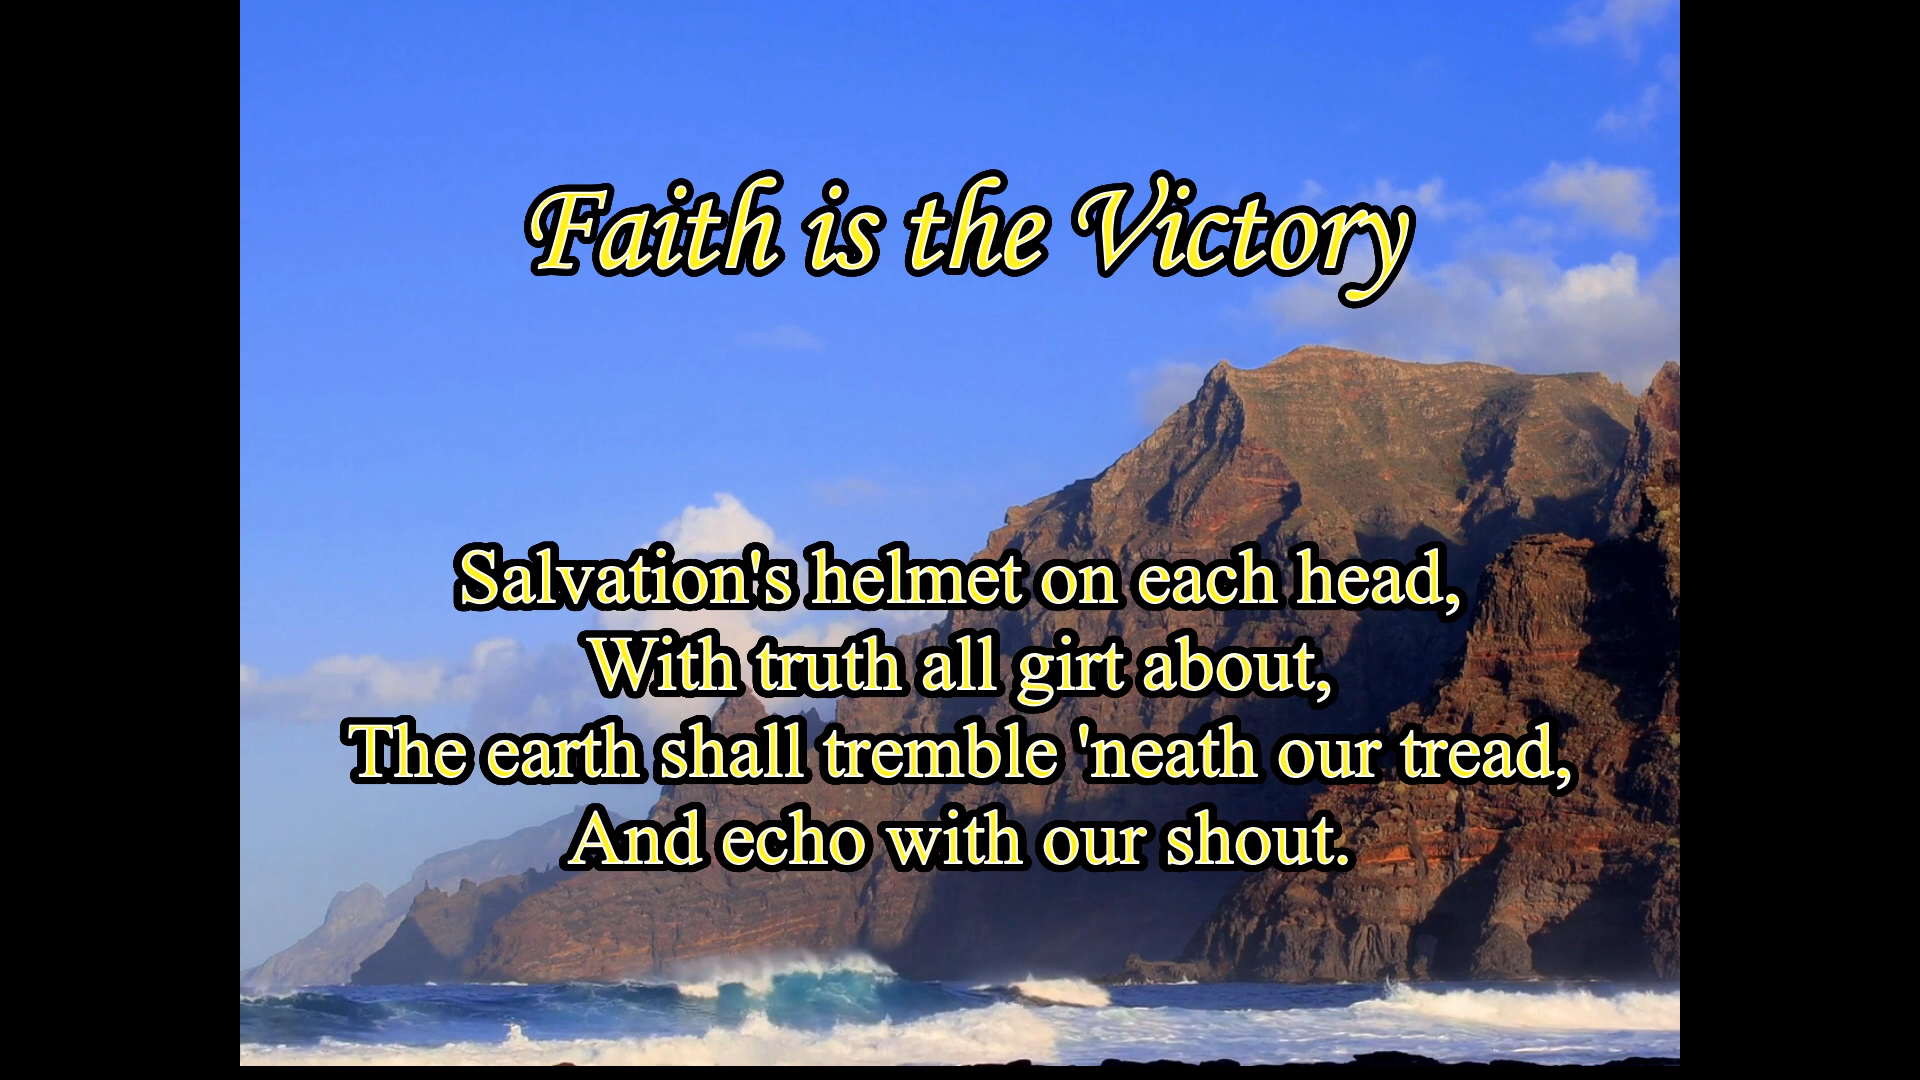 Faith is the Victory
Salvation's helmet on each head,
With truth all girt about,
The earth shall tremble 'neath our tread,
And echo with our shout.